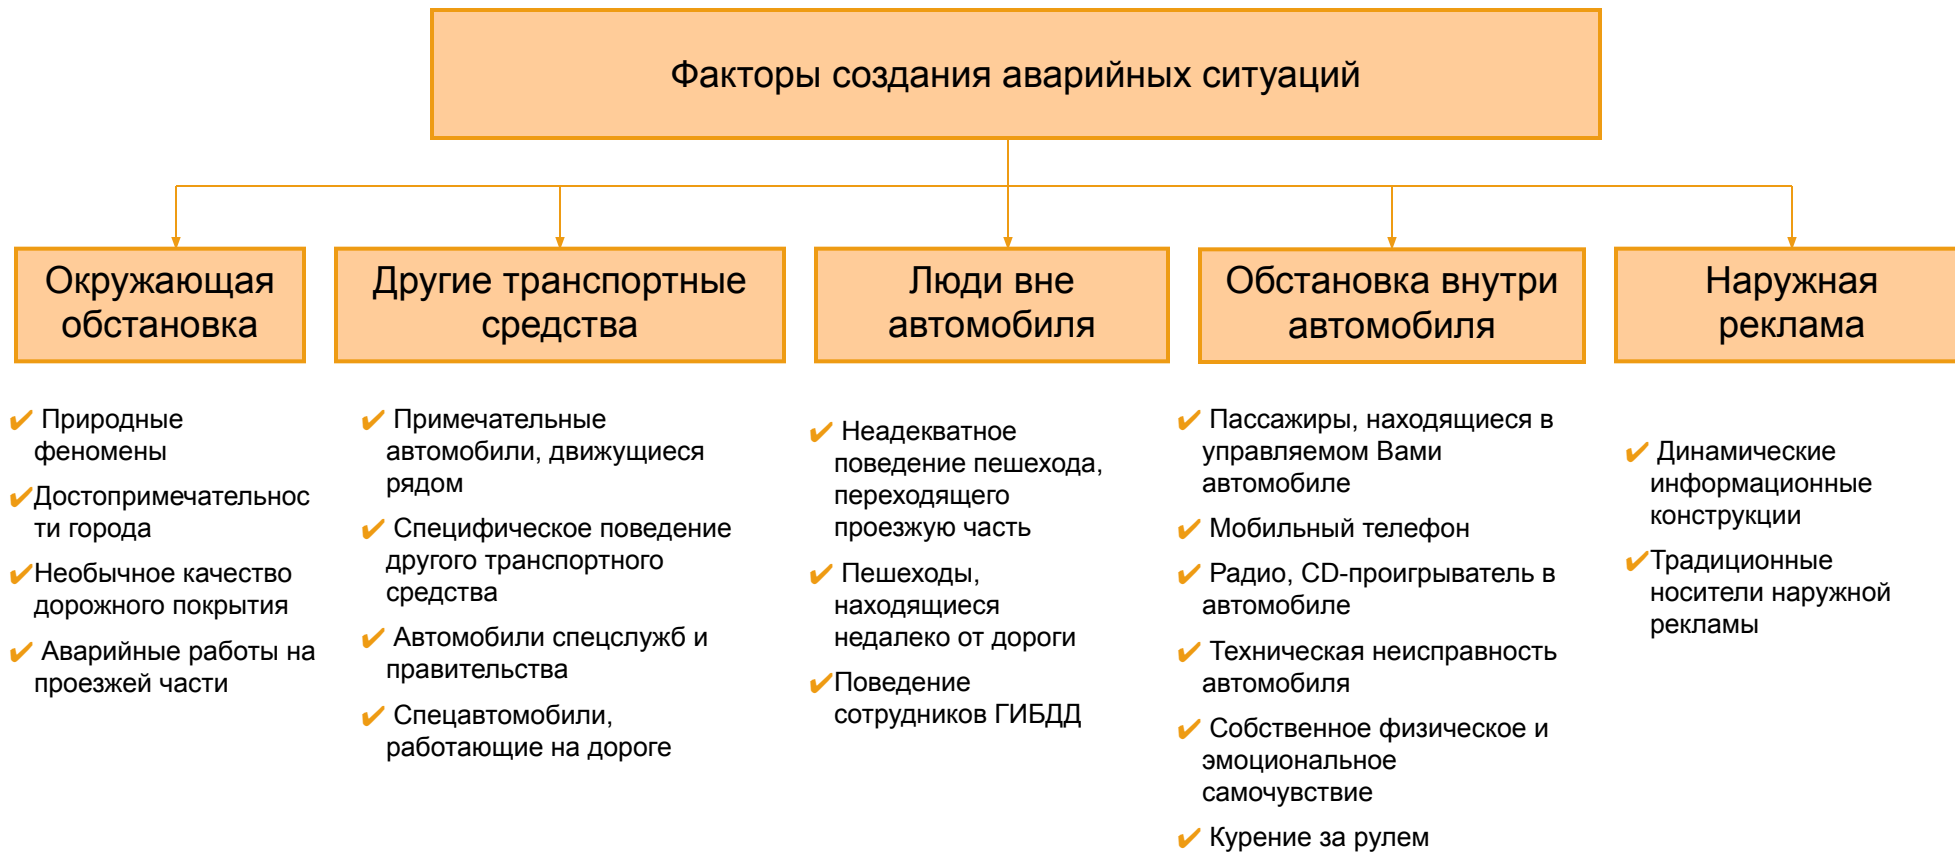 Факторы создания аварийных ситуаций
Окружающая
обстановка
Другие транспортные
средства
Люди вне
автомобиля
Обстановка внутри
автомобиля
Наружная
реклама
Природные
феномены
Достопримечательнос
ти города
Необычное качество
дорожного покрытия
Аварийные работы на
проезжей части
Примечательные
автомобили, движущиеся
рядом
Специфическое поведение
другого транспортного
средства
Автомобили спецслужб и
правительства
Спецавтомобили,
работающие на дороге
Неадекватное
поведение пешехода,
переходящего
проезжую часть
Пешеходы,
находящиеся
недалеко от дороги
Поведение
сотрудников ГИБДД
Пассажиры, находящиеся в
управляемом Вами
автомобиле
Мобильный телефон
Радио, CD-проигрыватель в
автомобиле
Техническая неисправность
автомобиля
Собственное физическое и
эмоциональное
самочувствие
Курение за рулем
Динамические
информационные
конструкции
Традиционные
носители наружной
рекламы